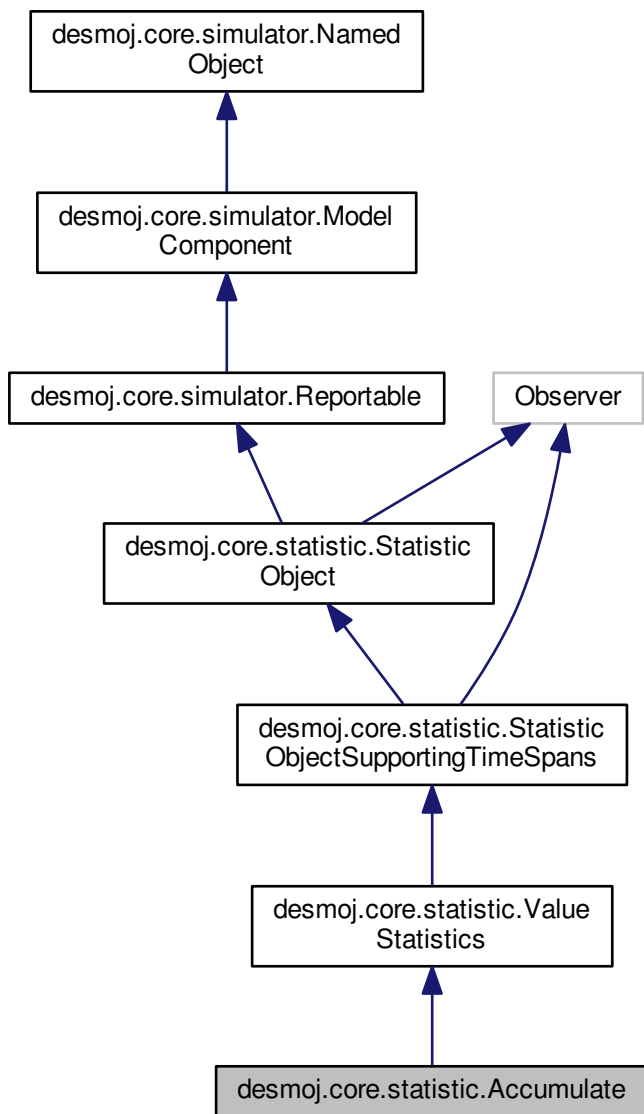 desmoj.core.simulator.Named
Object
desmoj.core.simulator.Model
Component
desmoj.core.simulator.Reportable
Observer
desmoj.core.statistic.Statistic
Object
desmoj.core.statistic.Statistic
ObjectSupportingTimeSpans
desmoj.core.statistic.Value
Statistics
desmoj.core.statistic.Accumulate